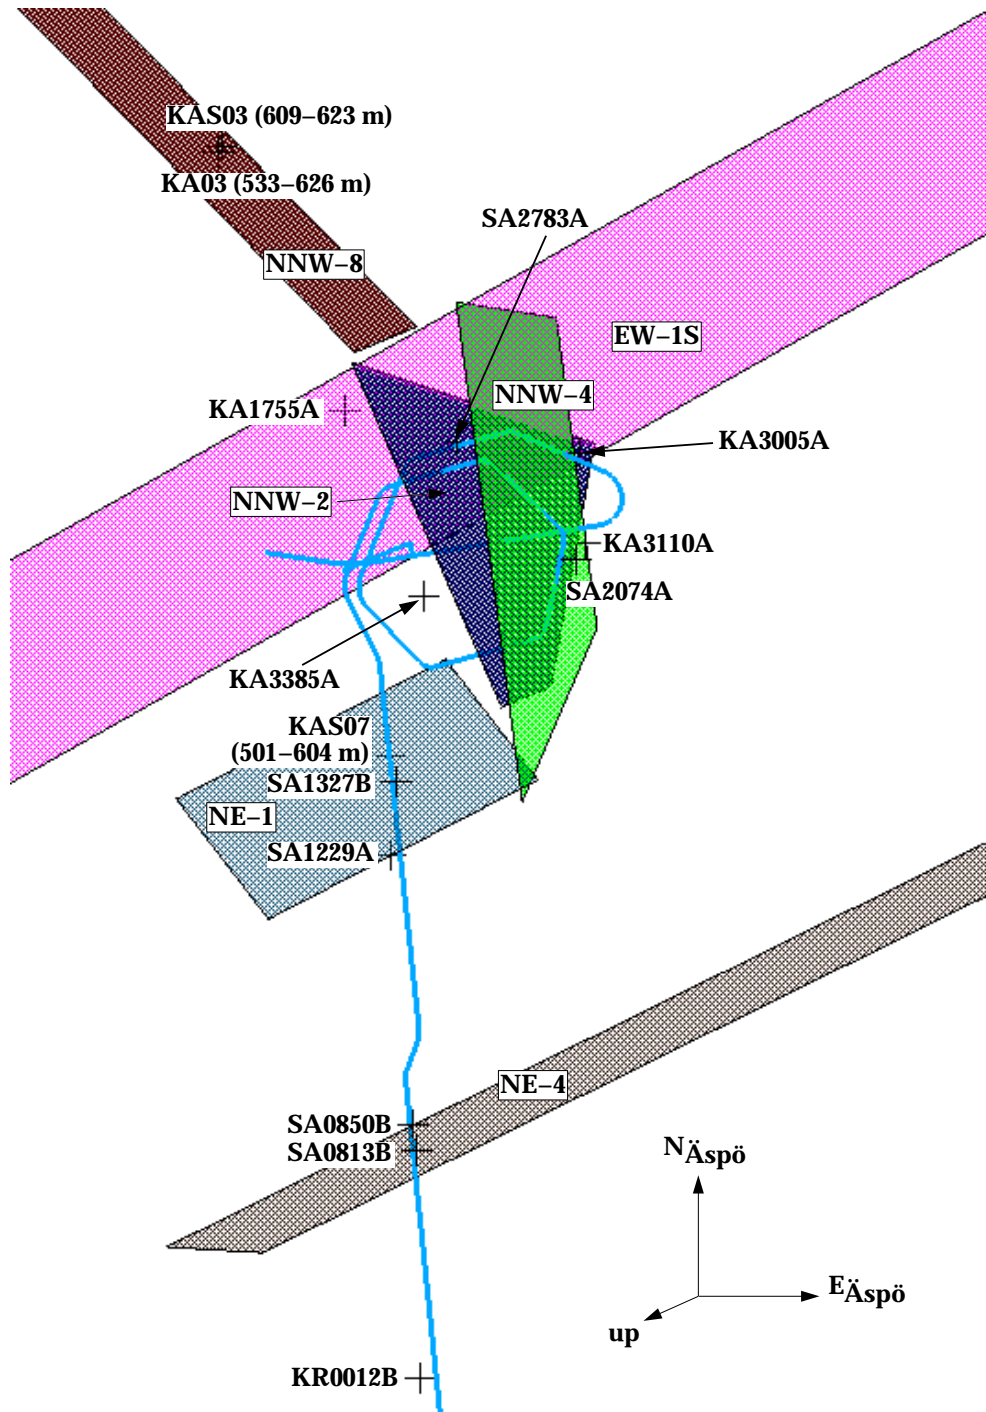 KAS03 (609–623 m)
KA03 (533–626 m)
SA2783A
NNW–8
EW–1S
NNW–4
KA1755A
KA3005A
NNW–2
KA3110A
SA2074A
KA3385A
KAS07
(501–604 m)
SA1327B
NE–1
SA1229A
NE–4
SA0850B
SA0813B
NÄspö
EÄspö
up
KR0012B